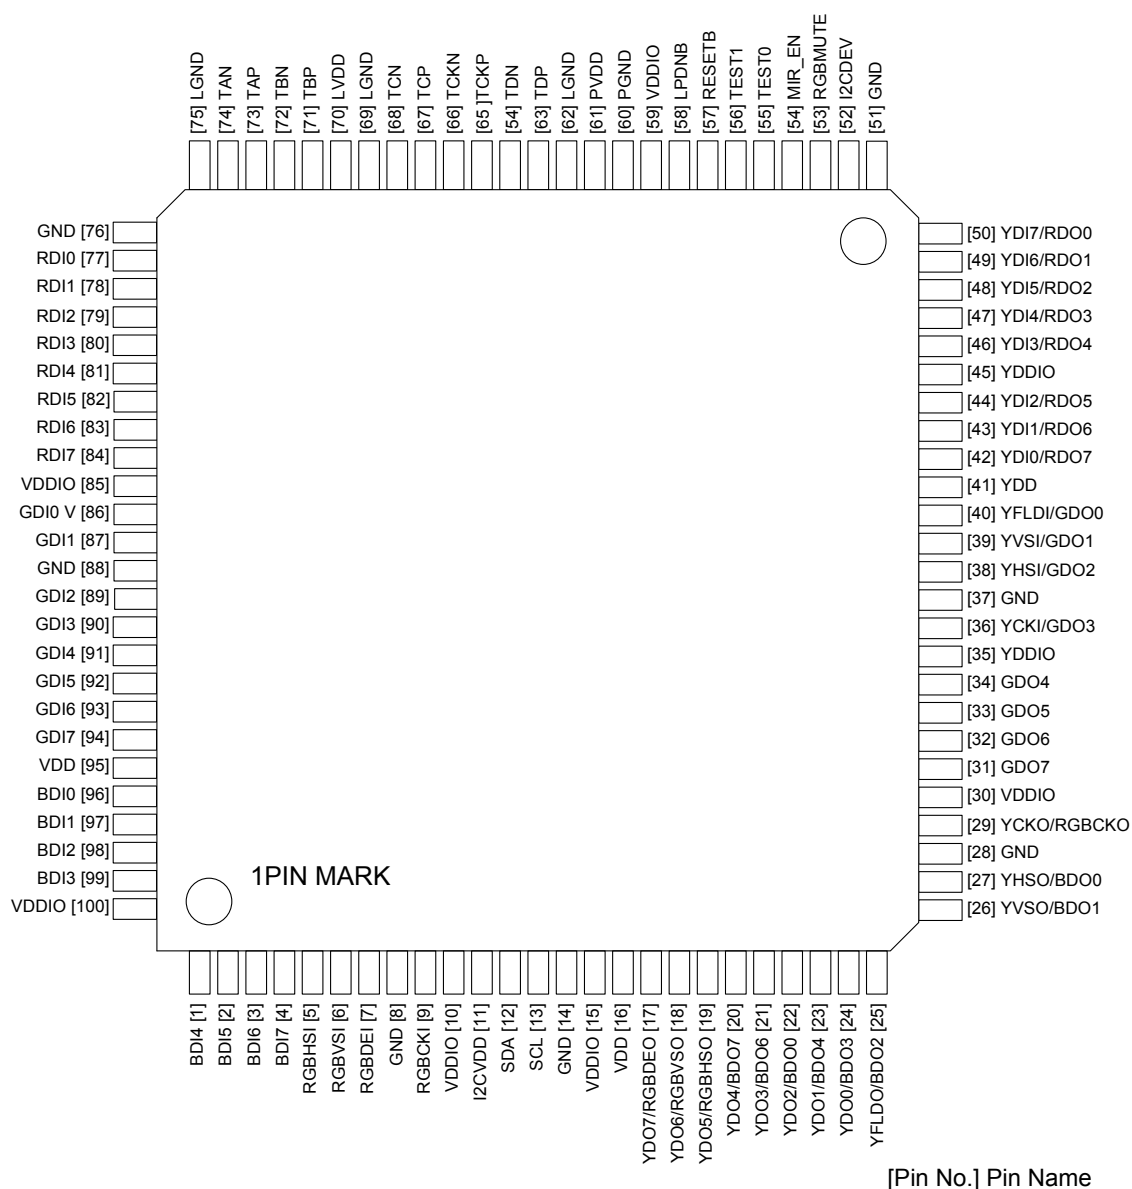 [75] LGND
[74] TAN
[73] TAP
[72] TBN
[71] TBP
[70] LVDD
[69] LGND
[68] TCN
[67] TCP
[66] TCKN
[65 ]TCKP
[54] TDN
[63] TDP
[62] LGND
[61] PVDD
[60] PGND
[59] VDDIO
[58] LPDNB
[57] RESETB
[56] TEST1
[55] TEST0
[54] MIR_EN
[53] RGBMUTE
[52] I2CDEV
[51] GND
GND [76]
RDI0 [77]
RDI1 [78]
RDI2 [79]
RDI3 [80]
RDI4 [81]
RDI5 [82]
RDI6 [83]
RDI7 [84]
VDDIO [85]
GDI0 V [86]
GDI1 [87]
GND [88]
GDI2 [89]
GDI3 [90]
GDI4 [91]
GDI5 [92]
GDI6 [93]
GDI7 [94]
VDD [95]
BDI0 [96]
BDI1 [97]
BDI2 [98]
BDI3 [99]
VDDIO [100]
[50] YDI7/RDO0
[49] YDI6/RDO1
[48] YDI5/RDO2
[47] YDI4/RDO3
[46] YDI3/RDO4
[45] YDDIO
[44] YDI2/RDO5
[43] YDI1/RDO6
[42] YDI0/RDO7
[41] YDD
[40] YFLDI/GDO0
[39] YVSI/GDO1
[38] YHSI/GDO2
[37] GND
[36] YCKI/GDO3
[35] YDDIO
[34] GDO4
[33] GDO5
[32] GDO6
[31] GDO7
[30] VDDIO
[29] YCKO/RGBCKO
[28] GND
[27] YHSO/BDO0
[26] YVSO/BDO1
1PIN MARK
BDI4 [1]
BDI5 [2]
BDI6 [3]
BDI7 [4]
RGBHSI [5]
RGBVSI [6]
RGBDEI [7]
GND [8]
RGBCKI [9]
VDDIO [10]
I2CVDD [11]
SDA [12]
SCL [13]
GND [14]
VDDIO [15]
VDD [16]
YDO7/RGBDEO [17]
YDO6/RGBVSO [18]
YDO5/RGBHSO [19]
YDO4/BDO7 [20]
YDO3/BDO6 [21]
YDO2/BDO0 [22]
YDO1/BDO4 [23]
YDO0/BDO3 [24]
YFLDO/BDO2 [25]
[Pin No.] Pin Name